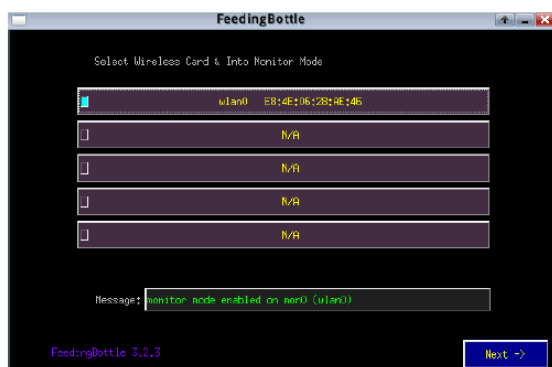 FeedingBottle
Select Wireless Card & Into Monitor Mode
wlan0 E8:4E:06:28:AE:46
N/A
N/A
N/A
N/A
Message: monitor mode enabled on mon0 (wlan0)
FeedingBottle 3.2.3
Next ->